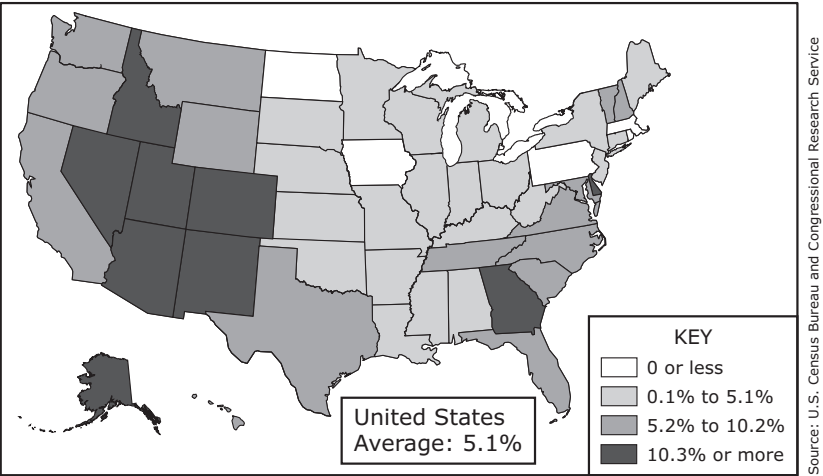 United States
Average: 5.1%
KEY
0 or less
0.1% to 5.1%
5.2% to 10.2%
10.3% or more
Source: U.S. Census Bureau and Congressional Research Service